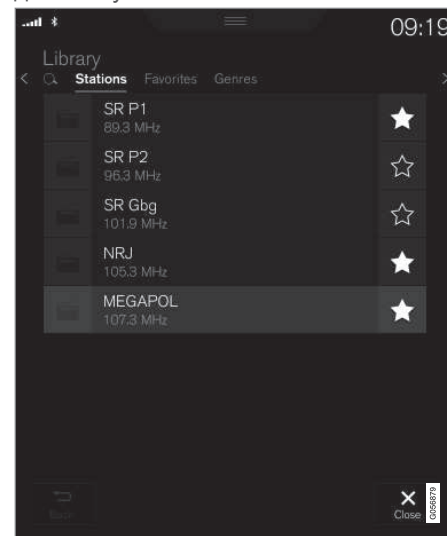 09:19
Library
Stations Favorites Genres
SR P1
89.3 MHz
SR P2
96.3 MHz
SR Gbg
101.9 MHz
NRJ
105.3 MHz
MEGAPOL
107.3 MHz
Back
Close
G056879